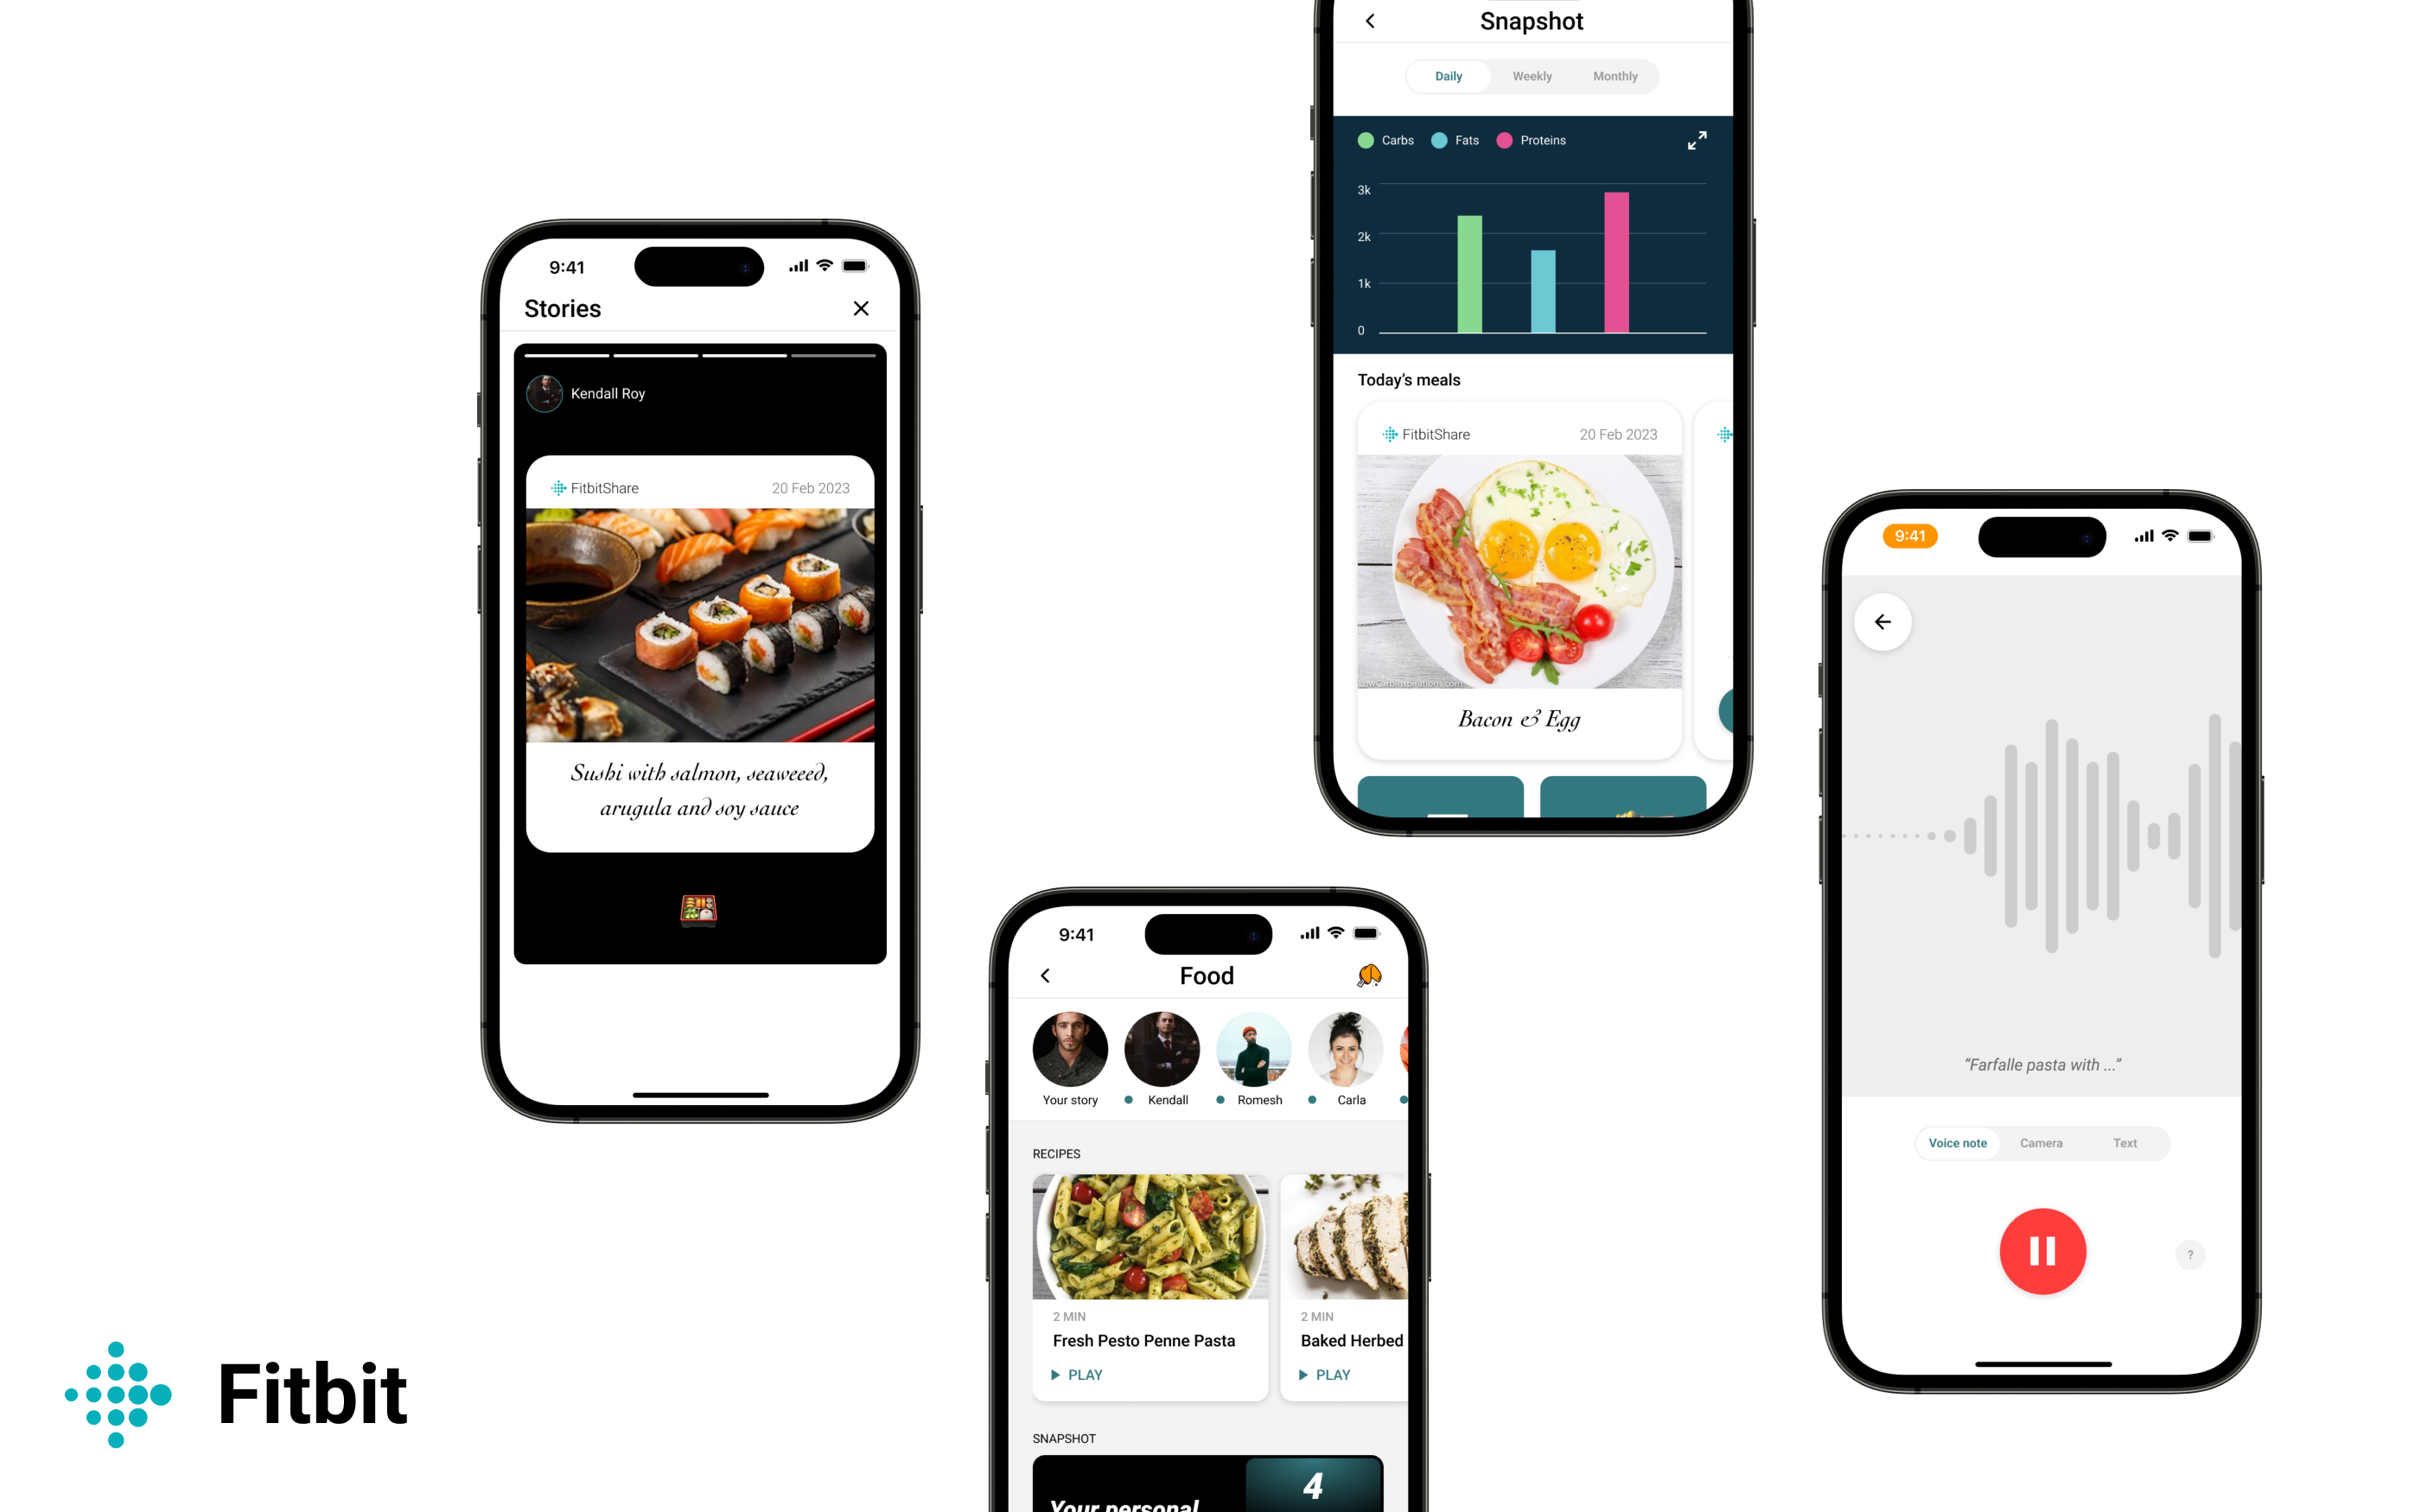 9:41
Stories
Kendall Roy
FitbitShare 20 Feb 2023
Sushi with salmon, seaweeed,
arugula and soy sauce
Snapshot
Daily Weekly Monthly
Carbs Fats Proteins
3k
2k
1k
0
Today's meals
FitbitShare 20 Feb 2023
LowCarbInspirations.com
Bacon & Egg
9:41
Food
Your story Kendall Romesh Carla
RECIPES
2 MIN
Fresh Pesto Penne Pasta
PLAY
2 MIN
Baked Herbed
PLAY
SNAPSHOT
Your personal
4
9:41
"Farfalle pasta with ..."
Voice note Camera Text
?
Fitbit